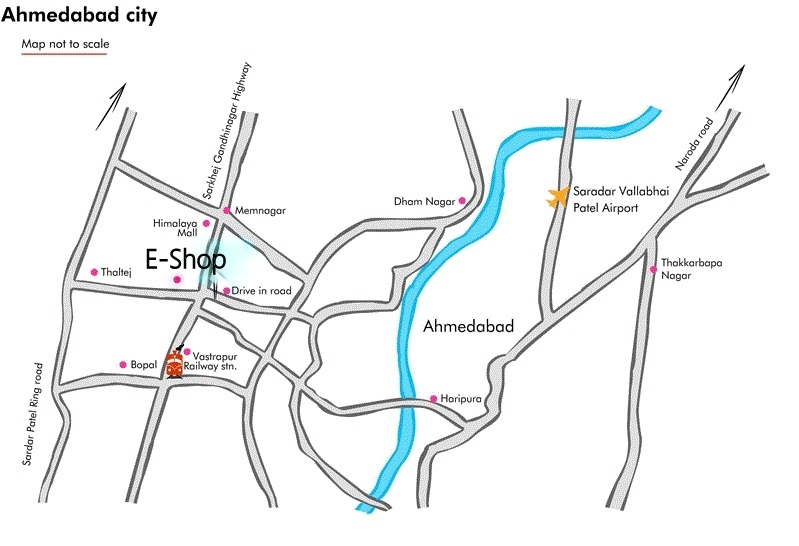 Ahmedabad city
Map not to scale
Sarkhej Gandhinagar Highway
Naroda road
Saradar Vallabhai
Patel Airport
Dham Nagar
Memnagar
Himalaya
Mall
E-Shop
Thaltej
Drive in road
Thakkarbapa
Nagar
Ahmedabad
Vastrapur
Railway stn.
Bopal
Haripura
Sardar Patel Ring road